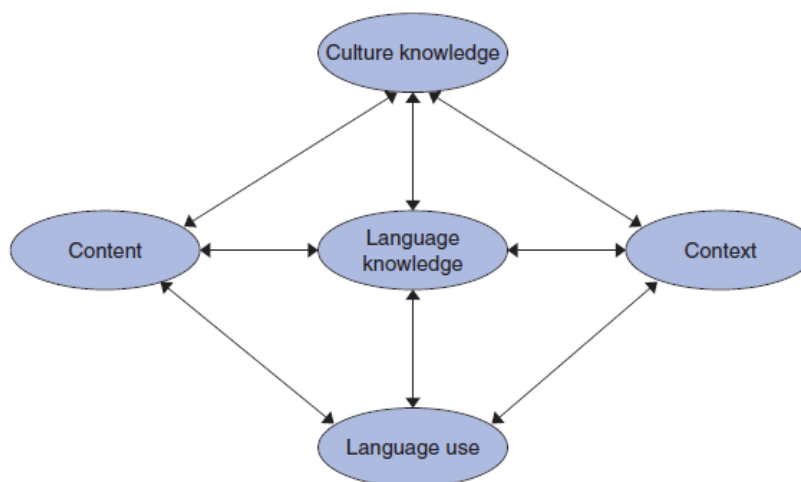 Culture knowledge
Content
Language
knowledge
Context
Language use